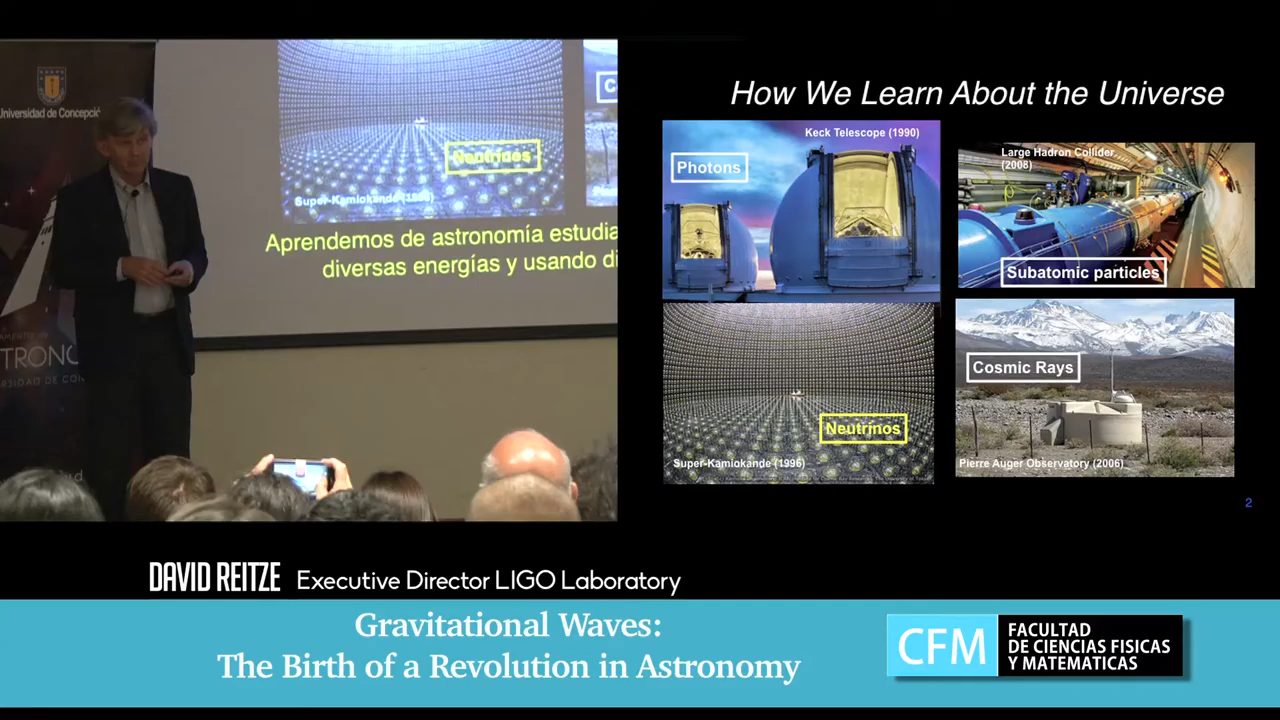 Universidad de Concepció
Neutrinos
Super-Kamiokande
Aprendemos de astronomía estudia
diversas energías y usando di
TRONO
How We Learn About the Universe
Keck Telescope (1990)
Photons
Large Hadron Collider
(2008)
Subatomic particles
Neutrinos
Super-Kamiokande (1996)
Cosmic Rays
Pierre Auger Observatory (2006)
2
DAVID REITZE Executive Director LIGO Laboratory
Gravitational Waves:
The Birth of a Revolution in Astronomy
CFM
FACULTAD
DE CIENCIAS FISICAS
Y MATEMATICAS